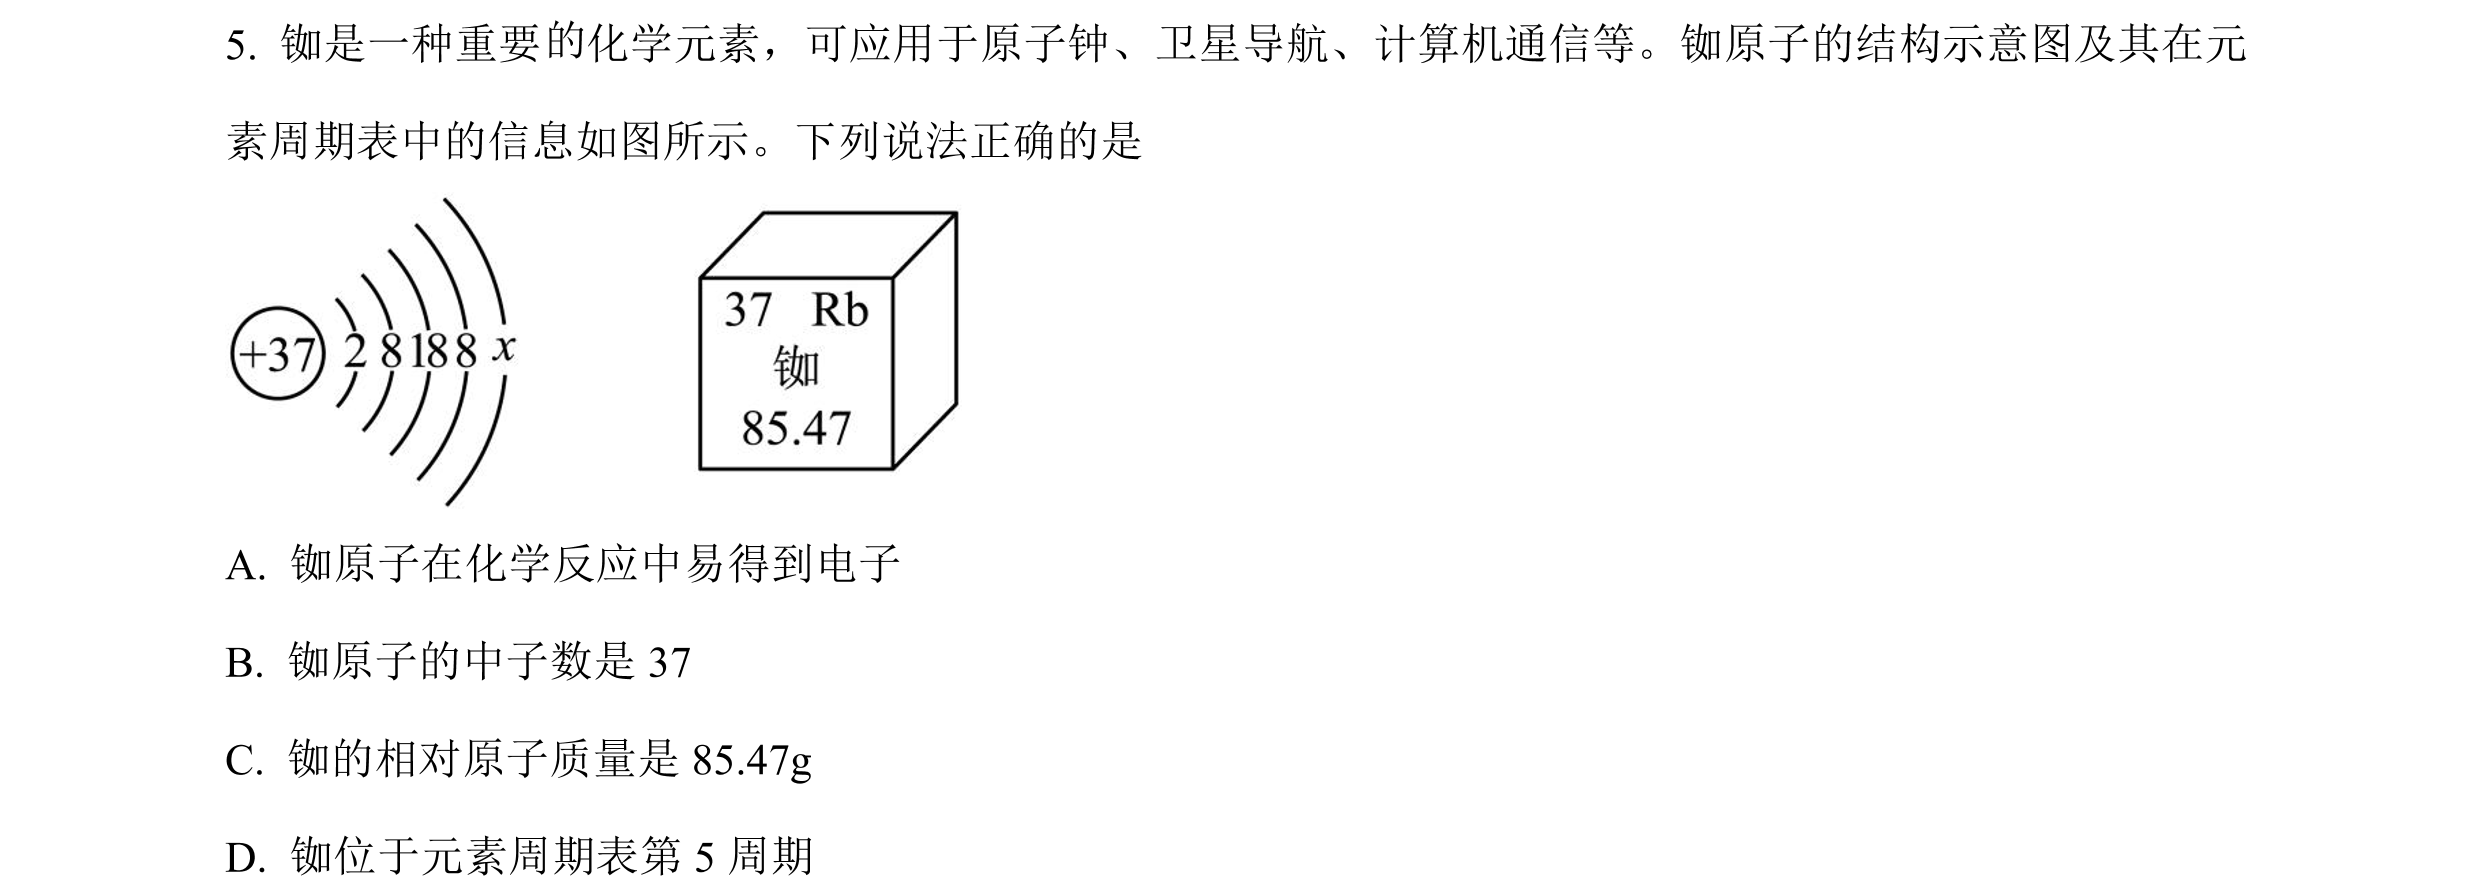 5. 铷是一种重要的化学元素，可应用于原子钟、卫星导航、计算机通信等。铷原子的结构示意图及其在元
素周期表中的信息如图所示。下列说法正确的是
+37 2 8 18 8 x
37 Rb
铷
85.47
A. 铷原子在化学反应中易得到电子
B. 铷原子的中子数是 37
C. 铷的相对原子质量是 85.47g
D. 铷位于元素周期表第 5 周期